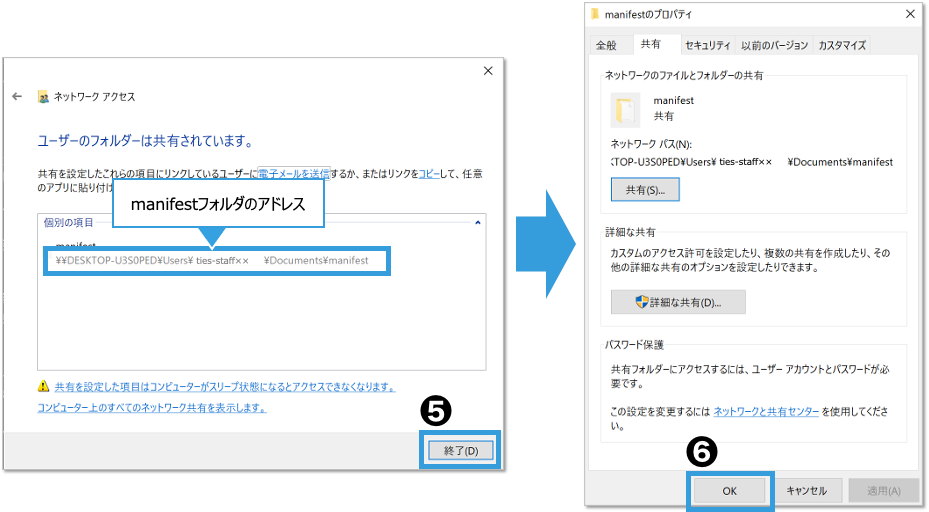 ネットワーク アクセス
ユーザーのフォルダーは共有されています。
共有を設定したこれらの項目にリンクしているユーザーに電子メールを送信するか、またはリンクをコピーして、任意
のアプリに貼り付け
manifestフォルダのアドレス
個別の項目
manifest
¥¥DESKTOP-U3S0PED¥Users¥ ties-staff×× ¥Documents¥manifest
共有を設定した項目はコンピューターがスリープ状態になるとアクセスできなくなります。
コンピューター上のすべてのネットワーク共有を表示します。
❺
終了(D)
manifestのプロパティ
全般 共有 セキュリティ 以前のバージョン カスタマイズ
ネットワークのファイルとフォルダーの共有
manifest
共有
ネットワーク パス(N):
:TOP-U3S0PED¥Users¥ ties-staff×× ¥Documents¥manifest
共有(S)...
詳細な共有
カスタムのアクセス許可を設定したり、複数の共有を作成したり、その
他の詳細な共有のオプションを設定したりできます。
詳細な共有(D)...
パスワード保護
共有フォルダーにアクセスするには、ユーザー アカウントとパスワードが必
要です。
この設定を変更するには ネットワークと共有センター を使用してくださ
い。
❻
OK キャンセル 適用(A)